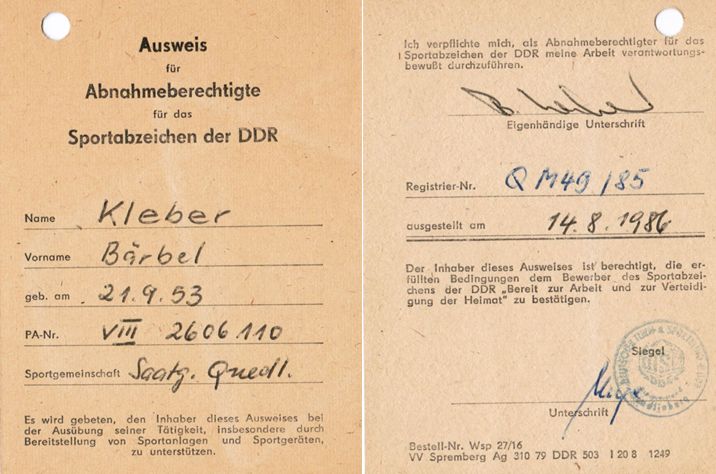 Ausweis
für
Abnahmeberechtigte
für das
Sportabzeichen der DDR
Name Kleber
Vorname Bärbel
geb. am 21.9.53
PA-Nr. VIII 2606110
Sportgemeinschaft Saatg. Quedl.
Es wird gebeten, den Inhaber dieses Ausweises bei
der Ausübung seiner Tätigkeit, insbesondere durch
Bereitstellung von Sportanlagen und Sportgeräten,
zu unterstützen.
Ich verpflichte mich, als Abnahmeberechtigter für das
Sportabzeichen der DDR meine Arbeit verantwortungs-
bewußt durchzuführen.
B. Kleber
Eigenhändige Unterschrift
Registrier-Nr. Q M49/85
ausgestellt am 14.8.1986
Der Inhaber dieses Ausweises ist berechtigt, die er-
füllten Bedingungen dem Bewerber des Sportabzei-
chens der DDR „Bereit zur Arbeit und zur Verteidi-
gung der Heimat" zu bestätigen.
Siegel
Unterschrift
Bestell-Nr. Wsp 27/16
VV Spremberg Ag 310 79 DDR 503 I 20 8 1249